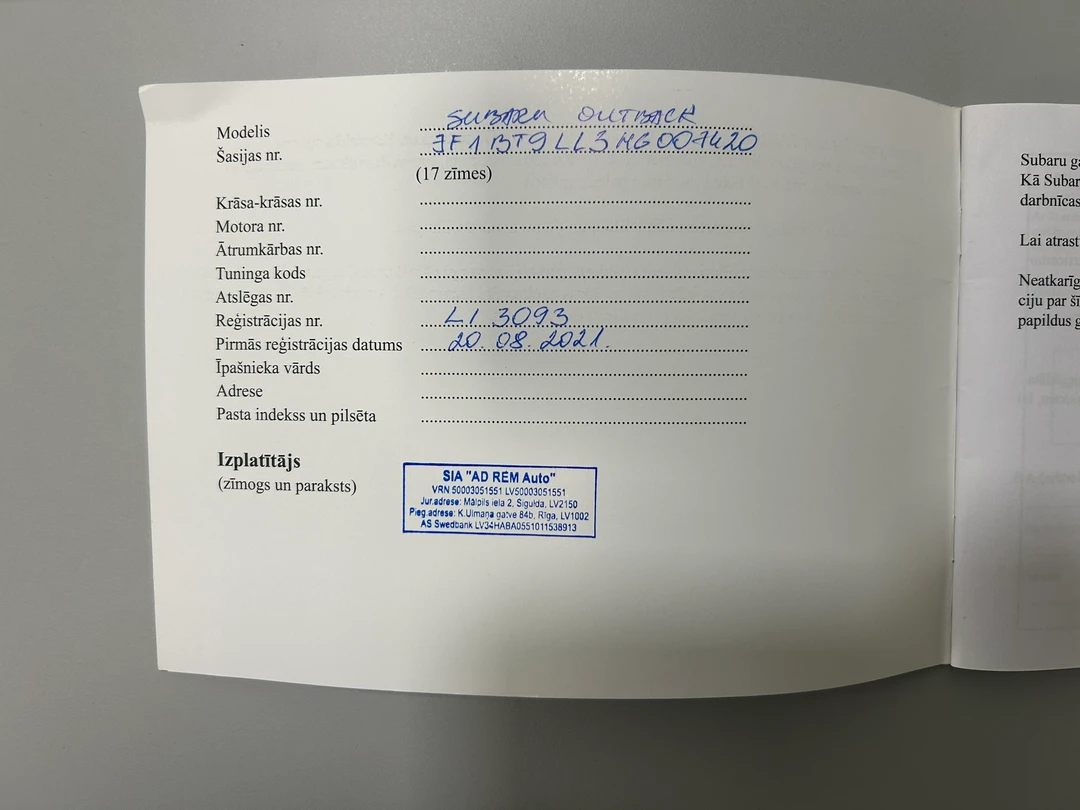 Modelis SUBARU OUTBACK
Šasijas nr. JF1BT9LL3MG007420
(17 zīmes)
Krāsa-krāsas nr.
Motora nr.
Ātrumkārbas nr.
Tuninga kods
Atslēgas nr.
Reģistrācijas nr. LI 3093
Pirmās reģistrācijas datums 20.08.2021.
Īpašnieka vārds
Adrese
Pasta indekss un pilsēta
Izplatītājs
(zīmogs un paraksts)
SIA "AD REM Auto"
VRN 50003051551 LV50003051551
Jur.adrese: Mālpils iela 2, Sigulda, LV2150
Pieg.adrese: K.Ulmaņa gatve 84b, Rīga, LV1002
AS Swedbank LV34HABA0551011538913
Subaru
Kā Subar
darbnīcas
Lai atrast
Neatkarīg
ciju par šī
papildus